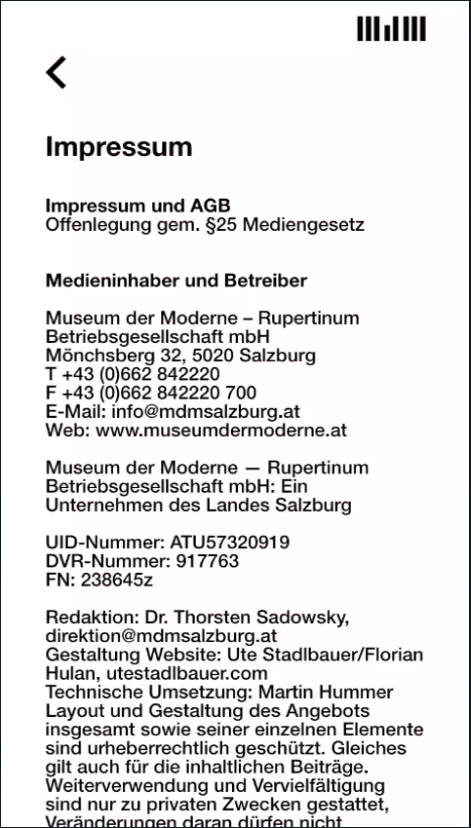 Impressum
Impressum und AGB
Offenlegung gem. §25 Mediengesetz
Medieninhaber und Betreiber
Museum der Moderne – Rupertinum
Betriebsgesellschaft mbH
Mönchsberg 32, 5020 Salzburg
T +43 (0)662 842220
F +43 (0)662 842220 700
E-Mail: info@mdmsalzburg.at
Web: www.museumdermoderne.at
Museum der Moderne — Rupertinum
Betriebsgesellschaft mbH: Ein
Unternehmen des Landes Salzburg
UID-Nummer: ATU57320919
DVR-Nummer: 917763
FN: 238645z
Redaktion: Dr. Thorsten Sadowsky,
direktion@mdmsalzburg.at
Gestaltung Website: Ute Stadlbauer/Florian
Hulan, utestadlbauer.com
Technische Umsetzung: Martin Hummer
Layout und Gestaltung des Angebots
insgesamt sowie seiner einzelnen Elemente
sind urheberrechtlich geschützt. Gleiches
gilt auch für die inhaltlichen Beiträge.
Weiterverwendung und Vervielfältigung
sind nur zu privaten Zwecken gestattet,
Veränderungen daran dürfen nicht